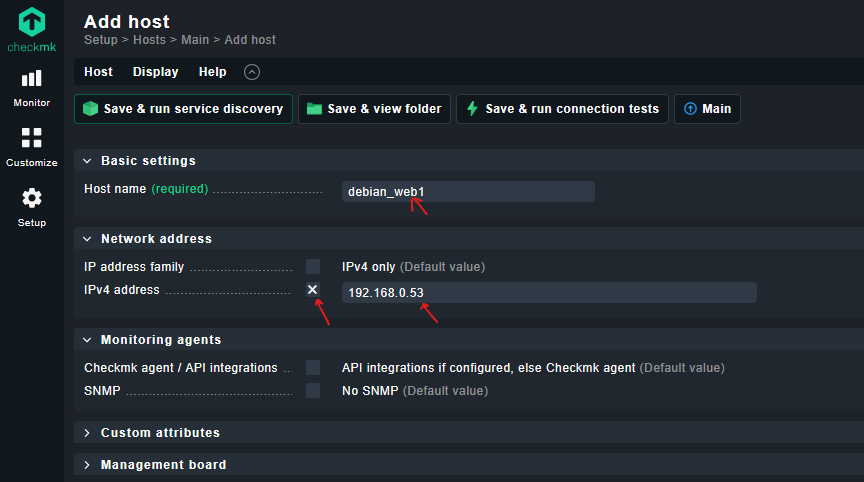 Add host
Setup > Hosts > Main > Add host
checkmk
Host Display Help
Monitor
Customize
Setup
Save & run service discovery Save & view folder Save & run connection tests Main
Basic settings
Host name (required) debian_web1
Network address
IP address family IPv4 only (Default value)
IPv4 address 192.168.0.53
Monitoring agents
Checkmk agent / API integrations API integrations if configured, else Checkmk agent (Default value)
SNMP No SNMP (Default value)
Custom attributes
Management board